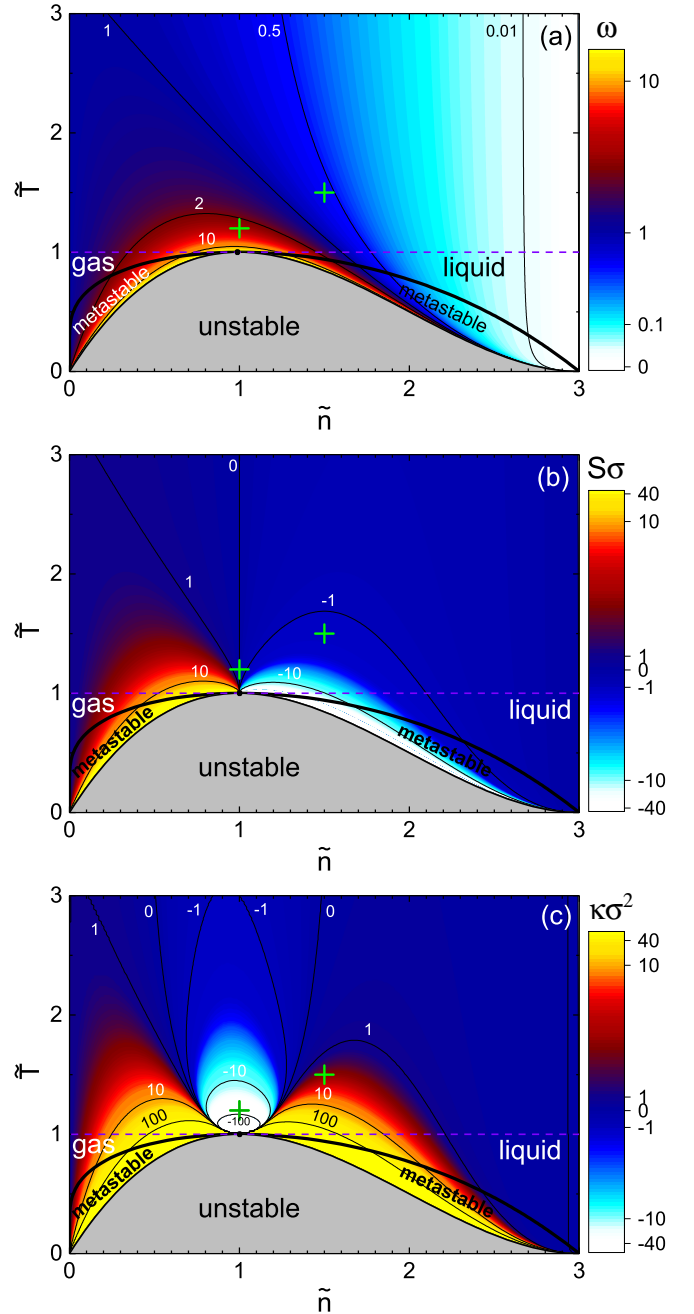 (a)
ω
3
1
0.5
0.01
10
2
2
10
1
1
gas
liquid
metastable
metastable
0.1
unstable
0
0
0
1
2
3
T̃
ñ
(b)
Sσ
3
0
40
10
2
1
-1
10
-10
1
0
-1
1
gas
liquid
metastable
metastable
unstable
-10
-40
0
0
1
2
3
T̃
ñ
(c)
κσ²
3
1
0
-1
-1
0
40
10
2
1
-10
10
10
100
100
-100
1
0
-1
1
gas
liquid
metastable
metastable
unstable
-10
-40
0
0
1
2
3
T̃
ñ